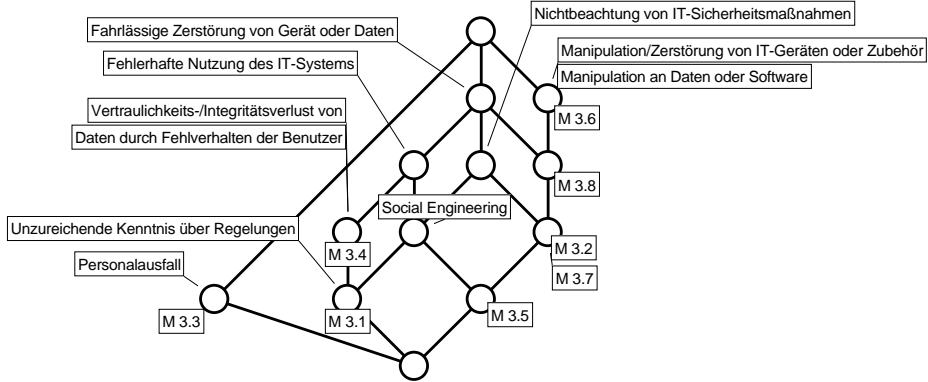 Nichtbeachtung von IT-Sicherheitsmaßnahmen
Fahrlässige Zerstörung von Gerät oder Daten
Manipulation/Zerstörung von IT-Geräten oder Zubehör
Fehlerhafte Nutzung des IT-Systems
Manipulation an Daten oder Software
Vertraulichkeits-/Integritätsverlust von
Daten durch Fehlverhalten der Benutzer
M 3.6
M 3.8
Social Engineering
Unzureichende Kenntnis über Regelungen
M 3.4
M 3.2
Personalausfall
M 3.7
M 3.3
M 3.1
M 3.5